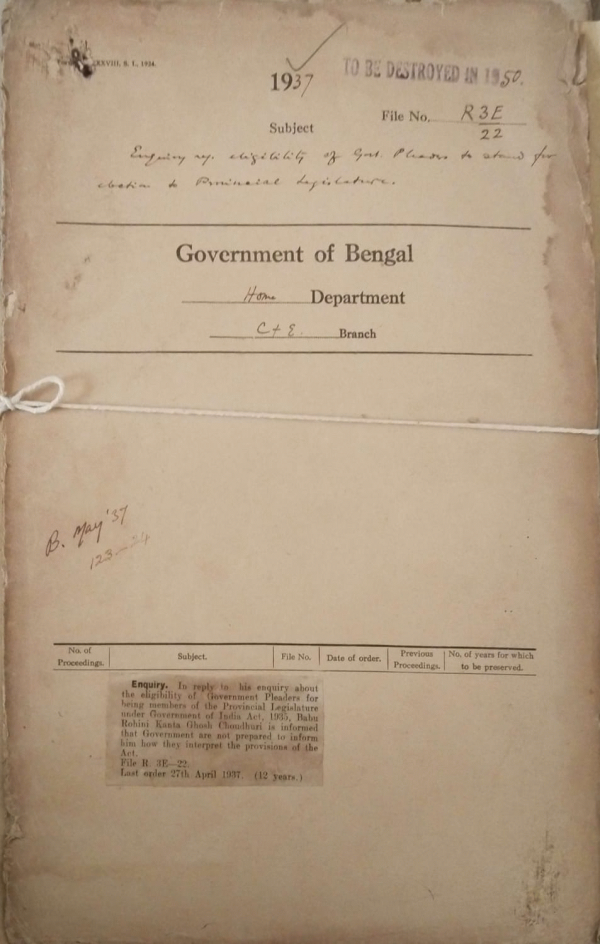 XXVIII, S. I., 1934.
1937
TO BE DESTROYED IN 1950.
File No. R 3E
22
Subject
Enquiry reg. eligibility of Govt. Pleaders to stand for
election to Provincial Legislature.
Government of Bengal
Home Department
C + E. Branch
B. May '37
123-24
No. of Proceedings. Subject. File No. Date of order. Previous Proceedings. No. of years for which to be preserved.
Enquiry. In reply to his enquiry about
the eligibility of Government Pleaders for
being members of the Provincial Legislature
under Government of India Act, 1935, Babu
Rohini Kanta Ghosh Choudhuri is informed
that Government are not prepared to inform
him how they interpret the provisions of the
Act.
File R. 3E—22.
Last order 27th April 1937. (12 years.)